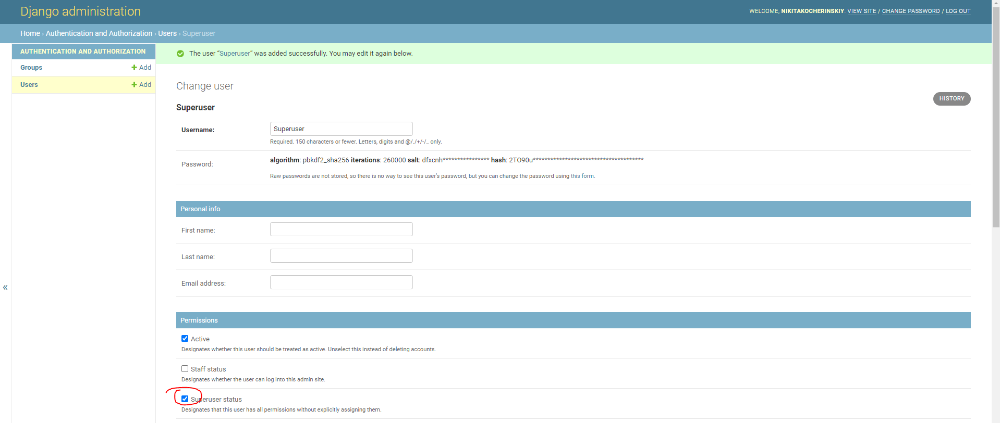 Django administration
WELCOME, NIKITAKOCHERINSKIY. VIEW SITE / CHANGE PASSWORD / LOG OUT
Home › Authentication and Authorization › Users › Superuser
AUTHENTICATION AND AUTHORIZATION
Groups + Add
Users + Add
The user “Superuser” was added successfully. You may edit it again below.
Change user
HISTORY
Superuser
Username: Superuser
Required. 150 characters or fewer. Letters, digits and @/./+/-/_ only.
Password: algorithm: pbkdf2_sha256 iterations: 260000 salt: dfxcnh**************** hash: 2TO90u**************************************
Raw passwords are not stored, so there is no way to see this user’s password, but you can change the password using this form.
Personal info
First name:
Last name:
Email address:
«
Permissions
Active
Designates whether this user should be treated as active. Unselect this instead of deleting accounts.
Staff status
Designates whether the user can log into this admin site.
Superuser status
Designates that this user has all permissions without explicitly assigning them.